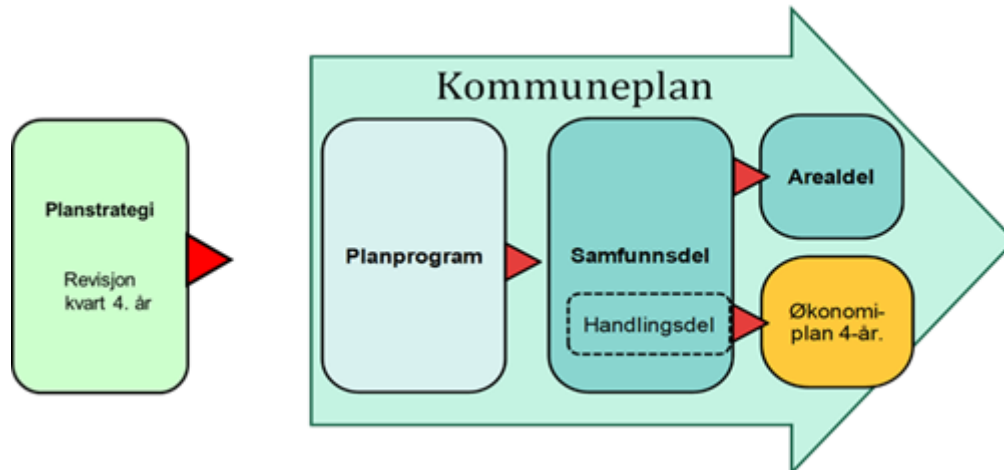 Kommuneplan
Planstrategi
Revisjon
kvart 4. år
Planprogram
Samfunnsdel
Handlingsdel
Arealdel
Økonomi-
plan 4-år.